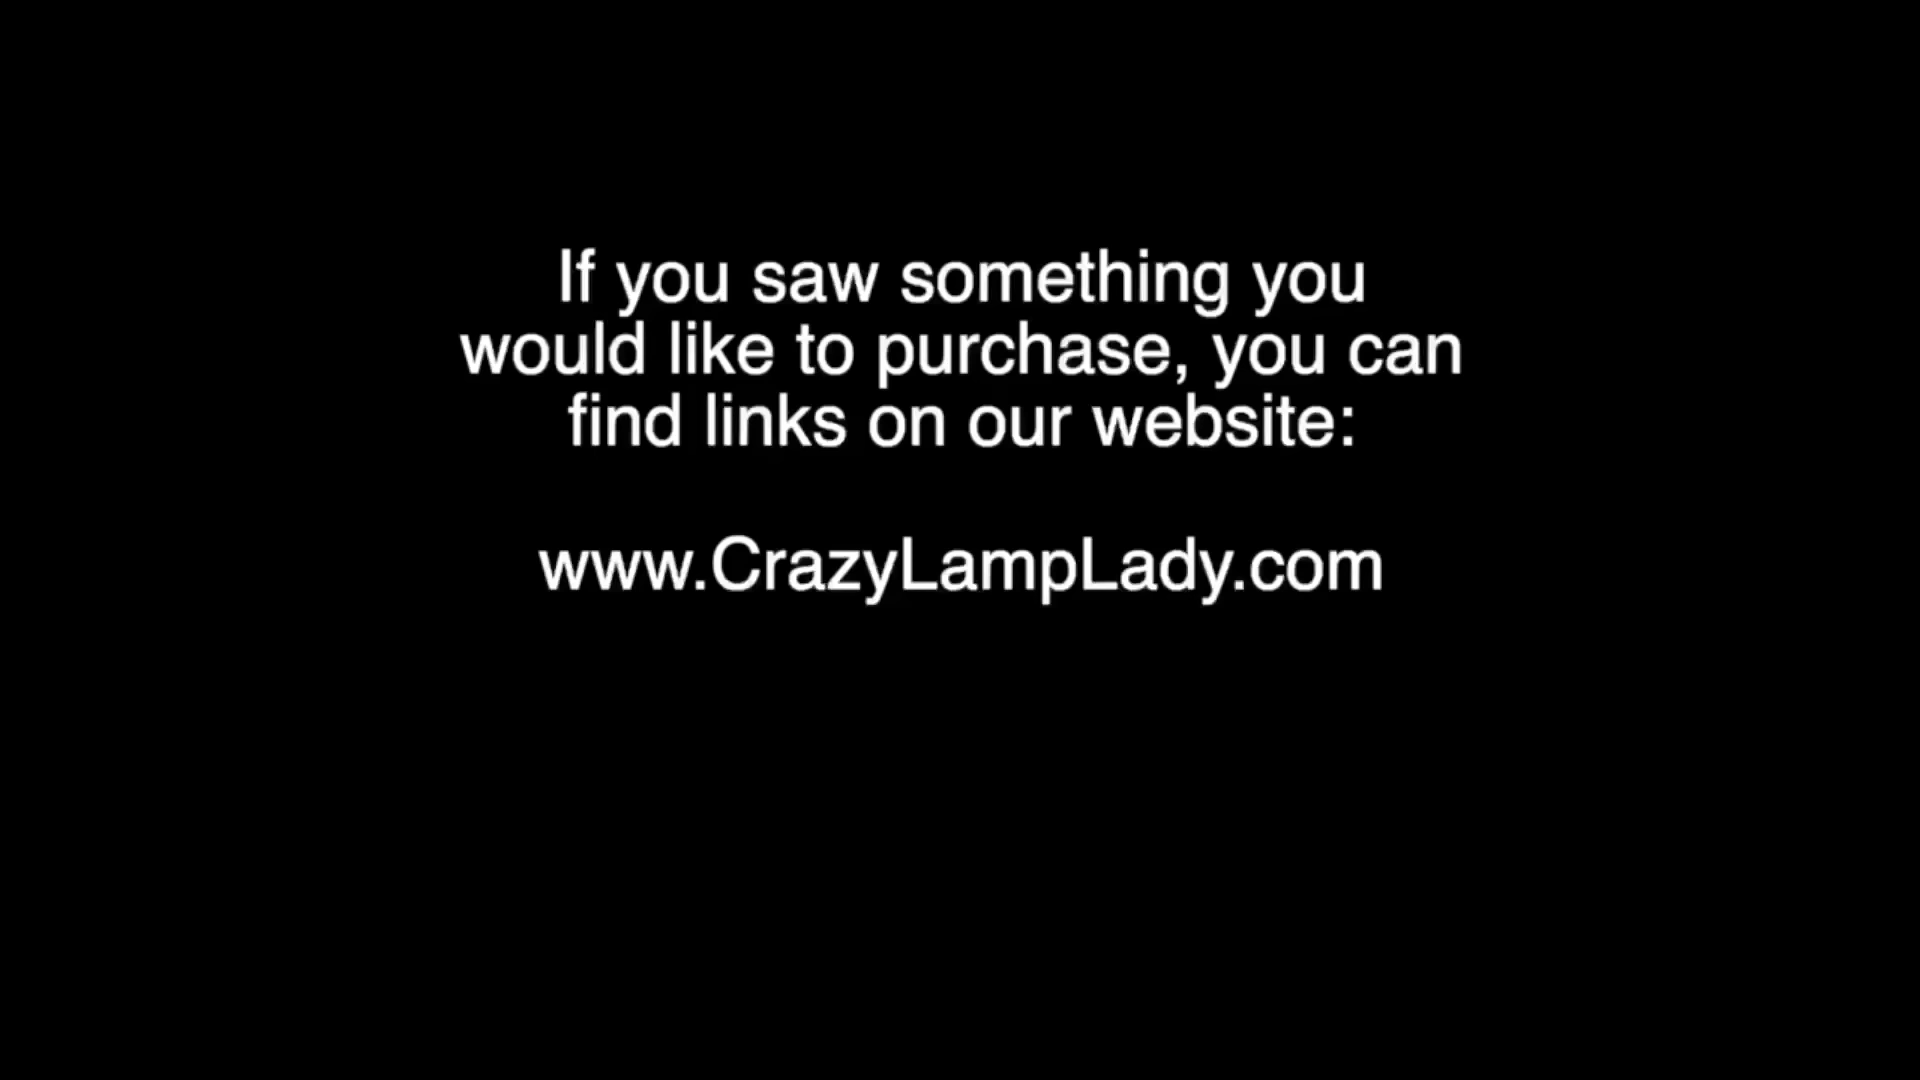 If you saw something you
would like to purchase, you can
find links on our website:
www.CrazyLampLady.com